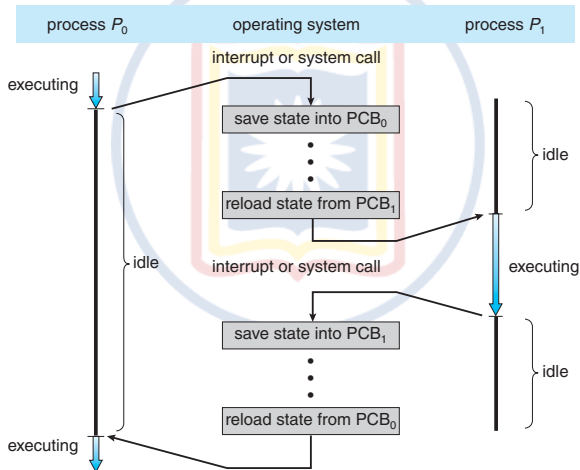 process P0 operating system process P1
interrupt or system call
executing
save state into PCB0
idle
reload state from PCB1
idle
interrupt or system call
executing
save state into PCB1
idle
reload state from PCB0
executing